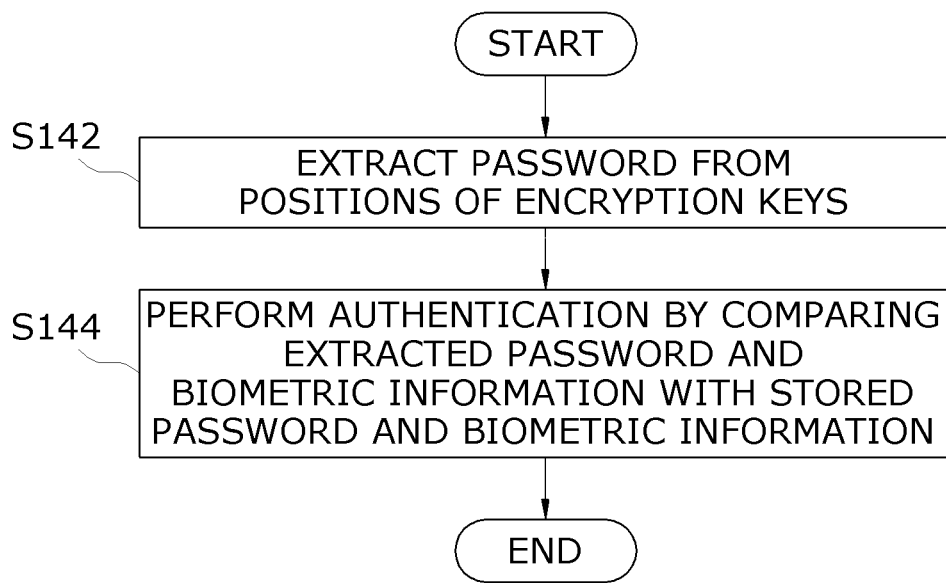 START
S142
EXTRACT PASSWORD FROM
POSITIONS OF ENCRYPTION KEYS
S144
PERFORM AUTHENTICATION BY COMPARING
EXTRACTED PASSWORD AND
BIOMETRIC INFORMATION WITH STORED
PASSWORD AND BIOMETRIC INFORMATION
END